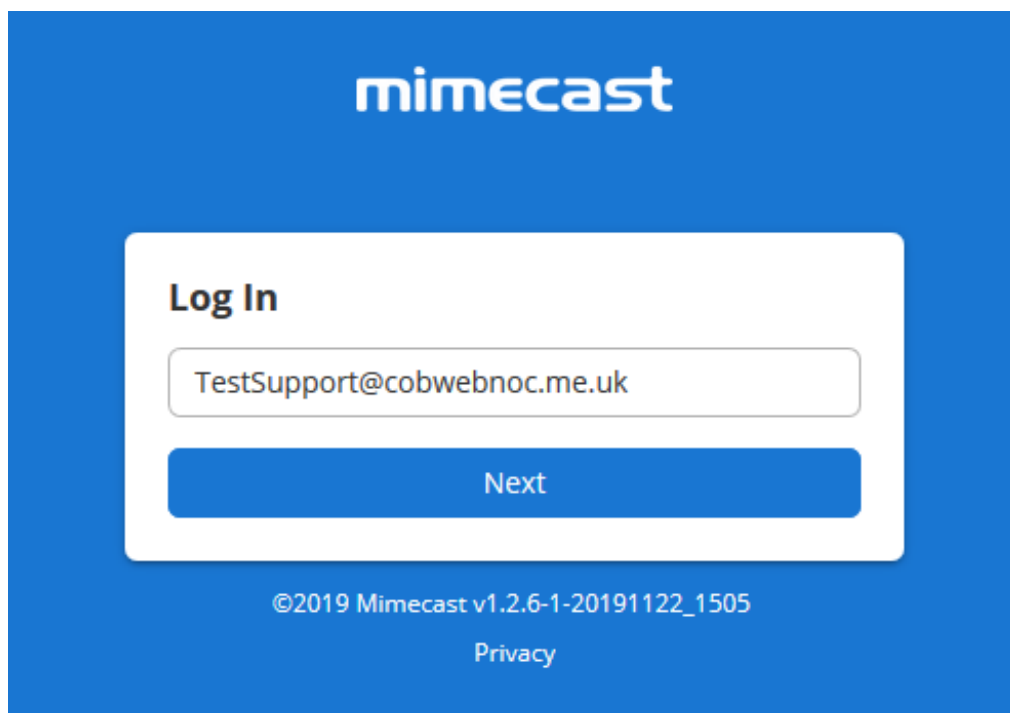 mimecast
Log In
TestSupport@cobwebnoc.me.uk
Next
©2019 Mimecast v1.2.6-1-20191122_1505
Privacy